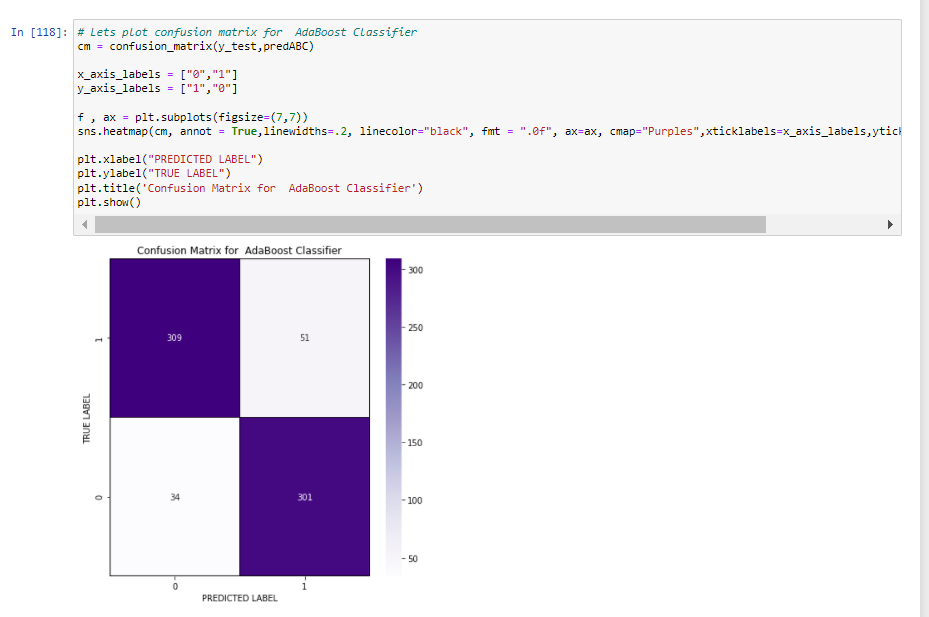 In [118]:
# Lets plot confusion matrix for  AdaBoost Classifier
cm = confusion_matrix(y_test,predABC)
x_axis_labels = ["0","1"]
y_axis_labels = ["1","0"]
f , ax = plt.subplots(figsize=(7,7))
sns.heatmap(cm, annot = True,linewidths=.2, linecolor="black", fmt = ".0f", ax=ax, cmap="Purples",xticklabels=x_axis_labels,ytick
plt.xlabel("PREDICTED LABEL")
plt.ylabel("TRUE LABEL")
plt.title('Confusion Matrix for  AdaBoost Classifier')
plt.show()
Confusion Matrix for  AdaBoost Classifier
309
51
34
301
1
0
TRUE LABEL
0
1
PREDICTED LABEL
300
250
200
150
100
50